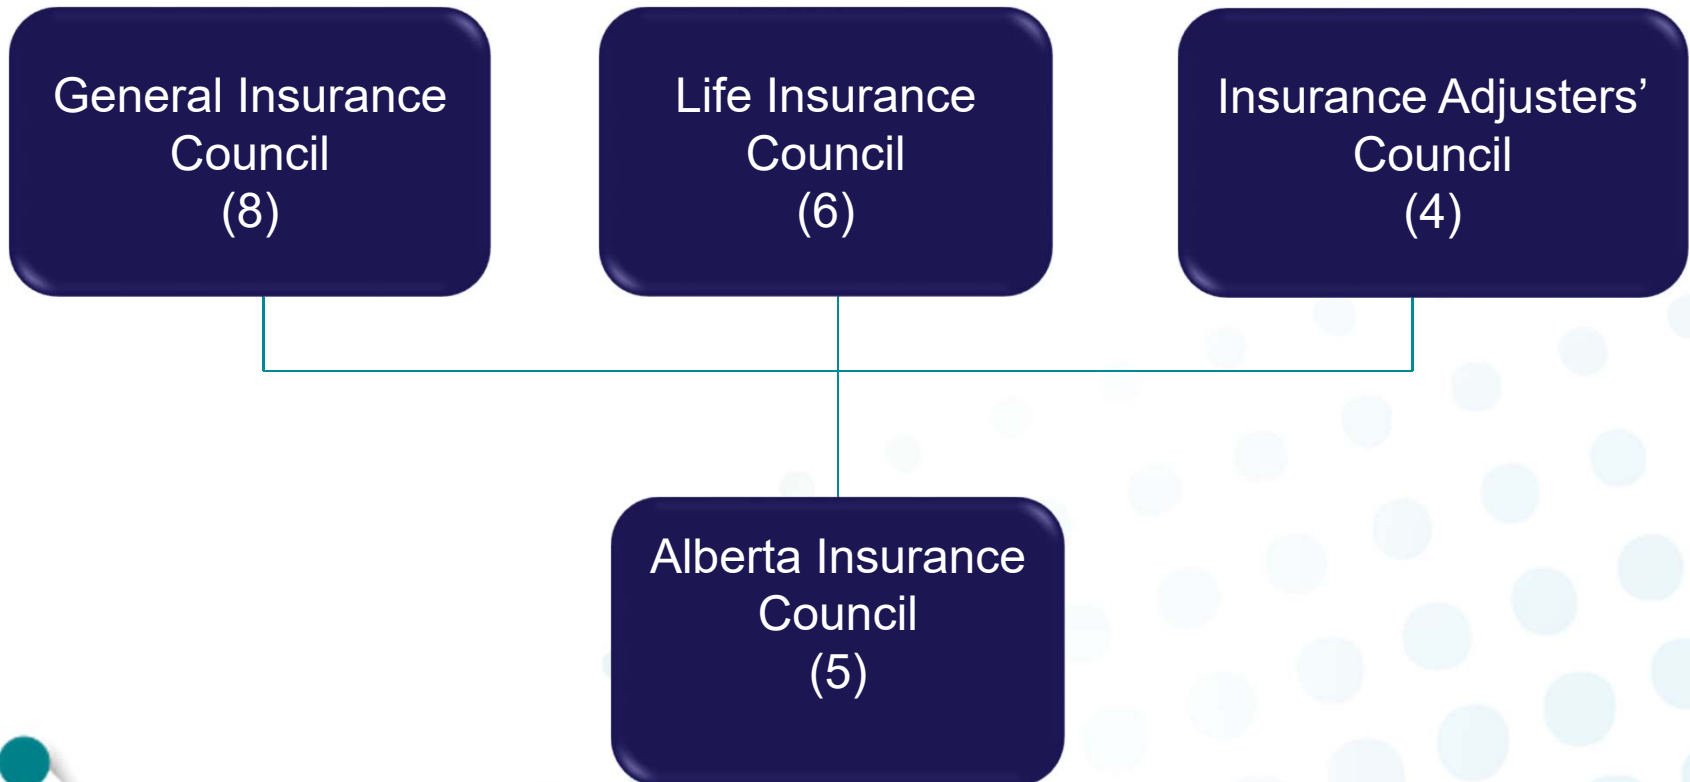 General Insurance
Council
(8)
Life Insurance
Council
(6)
Insurance Adjusters’
Council
(4)
Alberta Insurance
Council
(5)